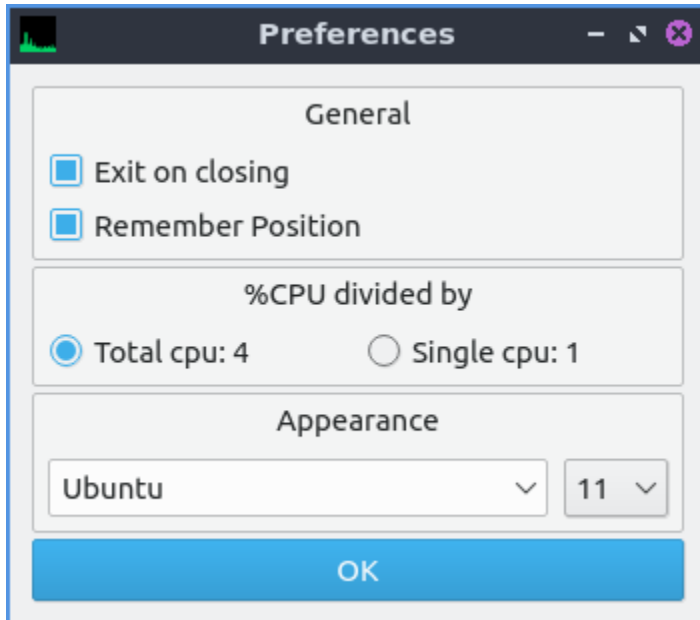 Preferences
General
Exit on closing
Remember Position
%CPU divided by
Total cpu: 4 Single cpu: 1
Appearance
Ubuntu 11
OK